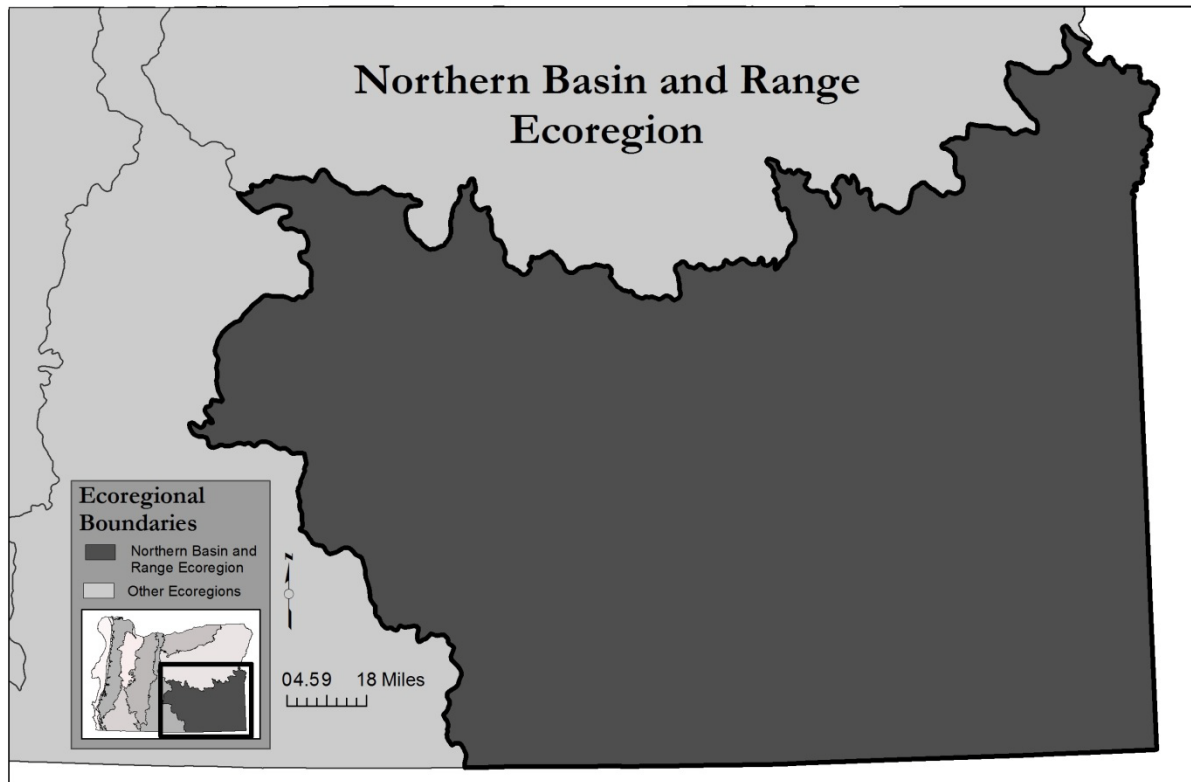 Northern Basin and Range
Ecoregion
Ecoregional
Boundaries
Northern Basin and
Range Ecoregion
Other Ecoregions
N
04.59 18 Miles